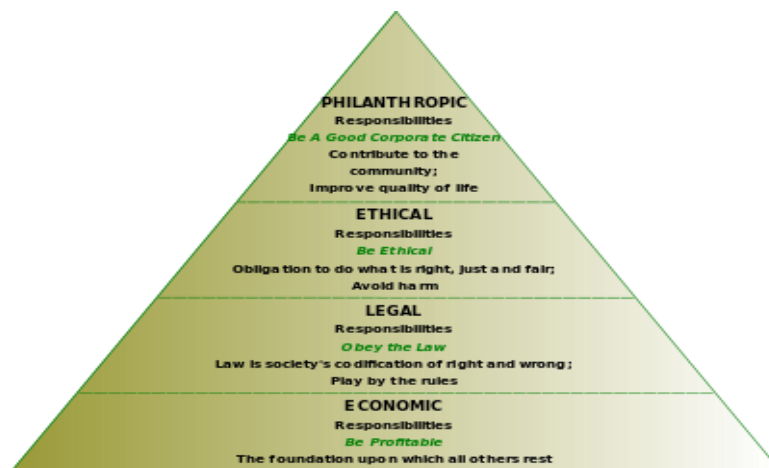 PHILANTHROPIC
Responsibilities
Be A Good Corporate Citizen
Contribute to the
community;
Improve quality of life
ETHICAL
Responsibilities
Be Ethical
Obligation to do what is right, just and fair;
Avoid harm
LEGAL
Responsibilities
Obey the Law
Law is society's codification of right and wrong;
Play by the rules
ECONOMIC
Responsibilities
Be Profitable
The foundation upon which all others rest